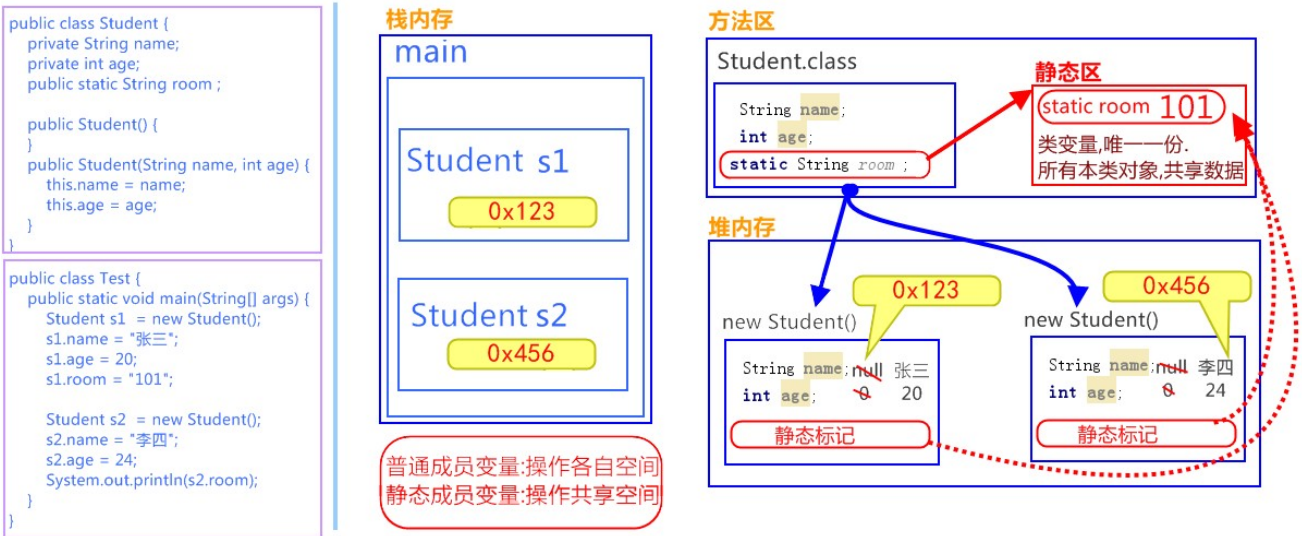 public class Student {
private String name;
private int age;
public static String room ;
public Student() {
}
public Student(String name, int age) {
this.name = name;
this.age = age;
}
}
public class Test {
public static void main(String[] args) {
Student s1 = new Student();
s1.name = "张三";
s1.age = 20;
s1.room = "101";
Student s2 = new Student();
s2.name = "李四";
s2.age = 24;
System.out.println(s2.room);
}
}
栈内存
main
Student s1
0x123
Student s2
0x456
普通成员变量:操作各自空间
静态成员变量:操作共享空间
方法区
Student.class
String name;
int age;
static String room ;
静态区
static room 101
类变量,唯一一份.
所有本类对象,共享数据
堆内存
0x123
new Student()
String name; null 张三
int age; 0 20
静态标记
0x456
new Student()
String name; null 李四
int age; 0 24
静态标记